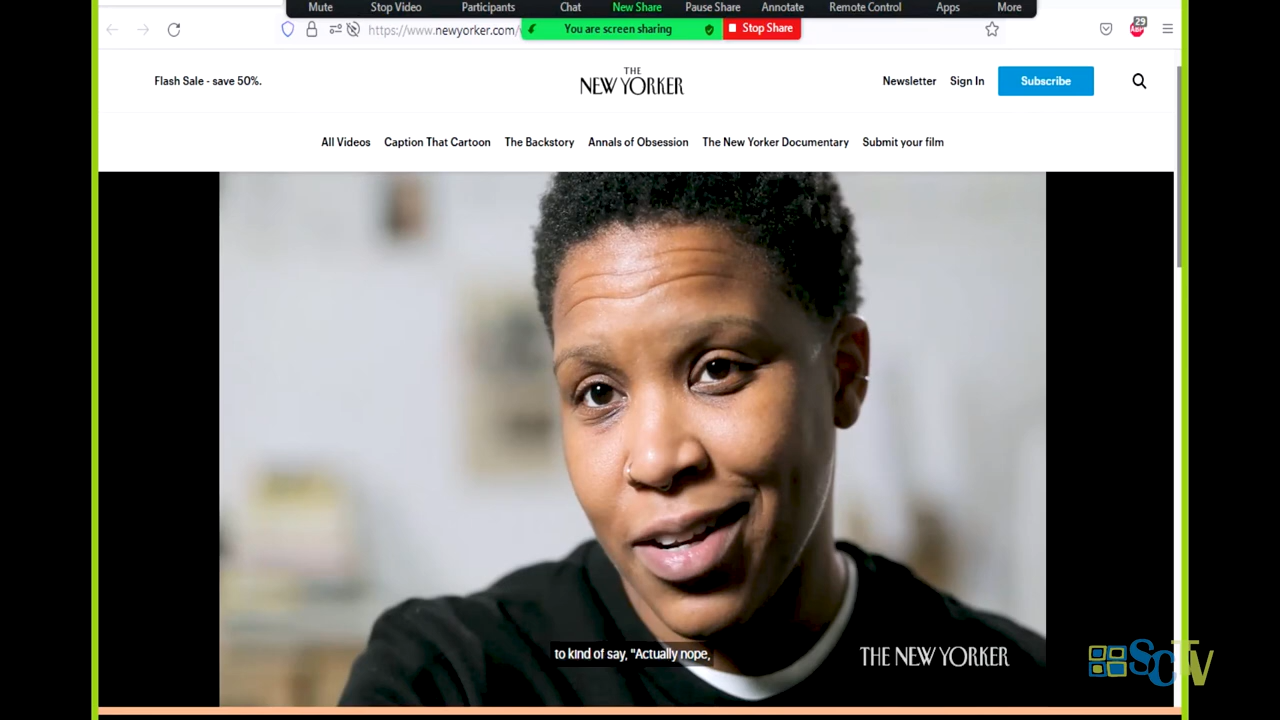 Mute Stop Video Participants Chat New Share Pause Share Annotate Remote Control Apps More
https://www.newyorker.com/
You are screen sharing
Stop Share
29
ABP
Flash Sale - save 50%.
THE
NEW YORKER
Newsletter Sign In Subscribe
All Videos Caption That Cartoon The Backstory Annals of Obsession The New Yorker Documentary Submit your film
to kind of say, "Actually nope,
THE NEW YORKER
SCTV